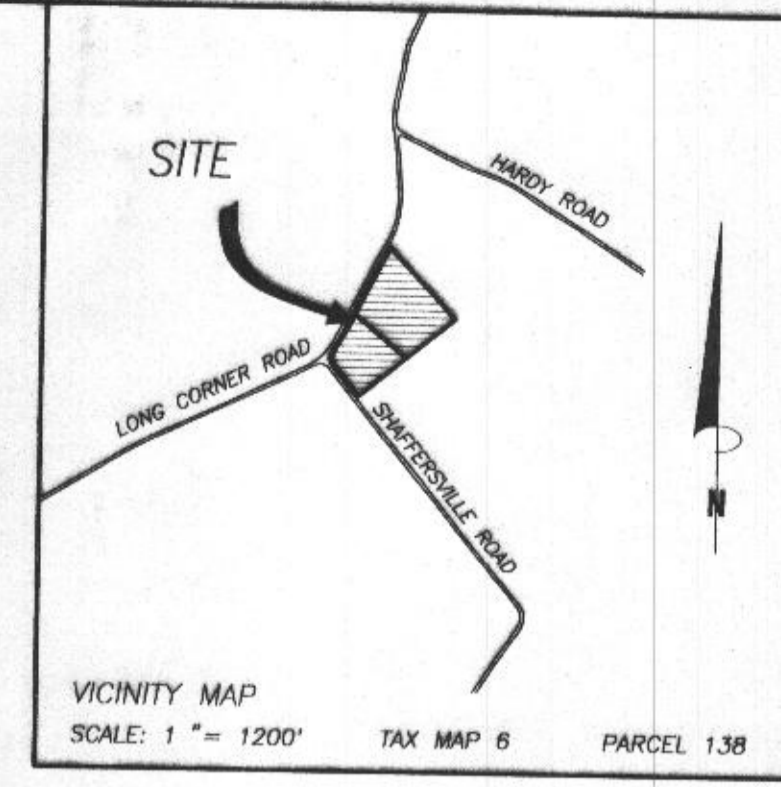 SITE
HARDY ROAD
LONG CORNER ROAD
SHAFFERSVILLE ROAD
N
VICINITY MAP
SCALE: 1 "= 1200'
TAX MAP 6
PARCEL 138